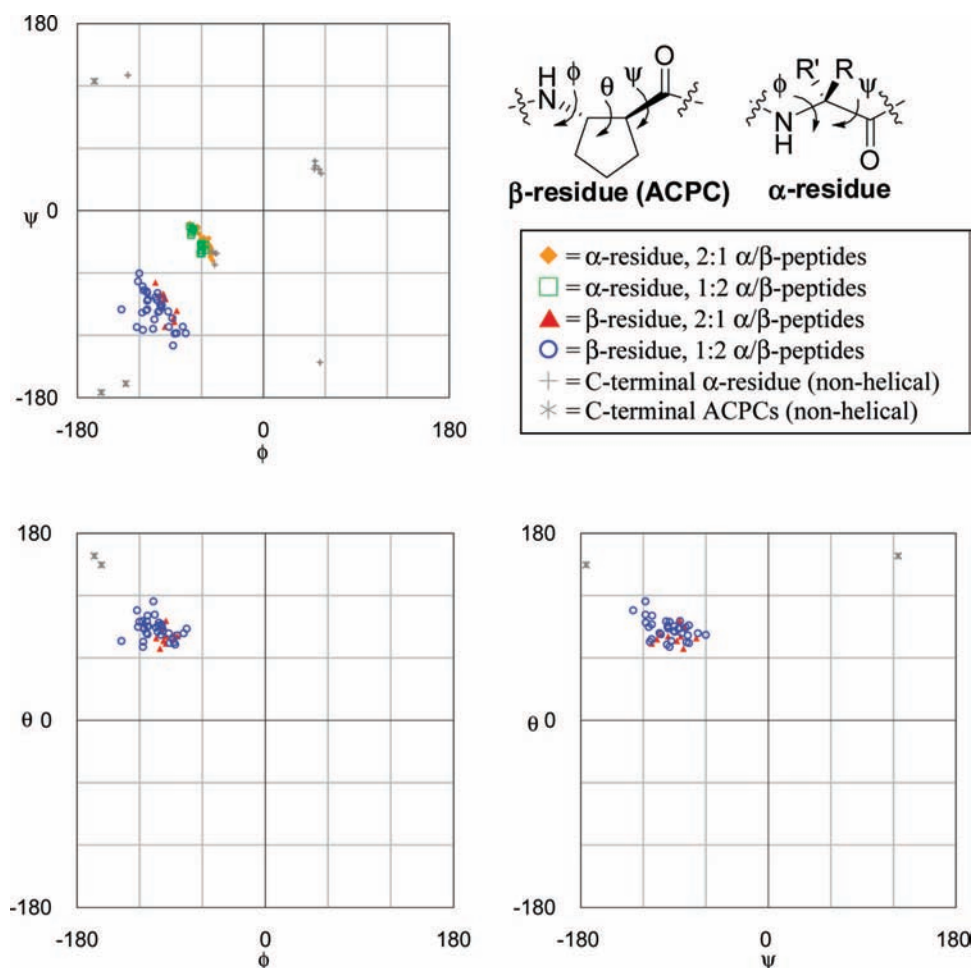 180
ψ 0
-180
-180 0 180
ϕ
H
N ϕ θ ψ O
β-residue (ACPC)
R' R
ϕ ψ
N
H O
α-residue
= α-residue, 2:1 α/β-peptides
= α-residue, 1:2 α/β-peptides
= β-residue, 2:1 α/β-peptides
= β-residue, 1:2 α/β-peptides
= C-terminal α-residue (non-helical)
= C-terminal ACPCs (non-helical)
180
θ 0
-180
-180 0 180
ϕ
180
θ 0
-180
-180 0 180
ψ